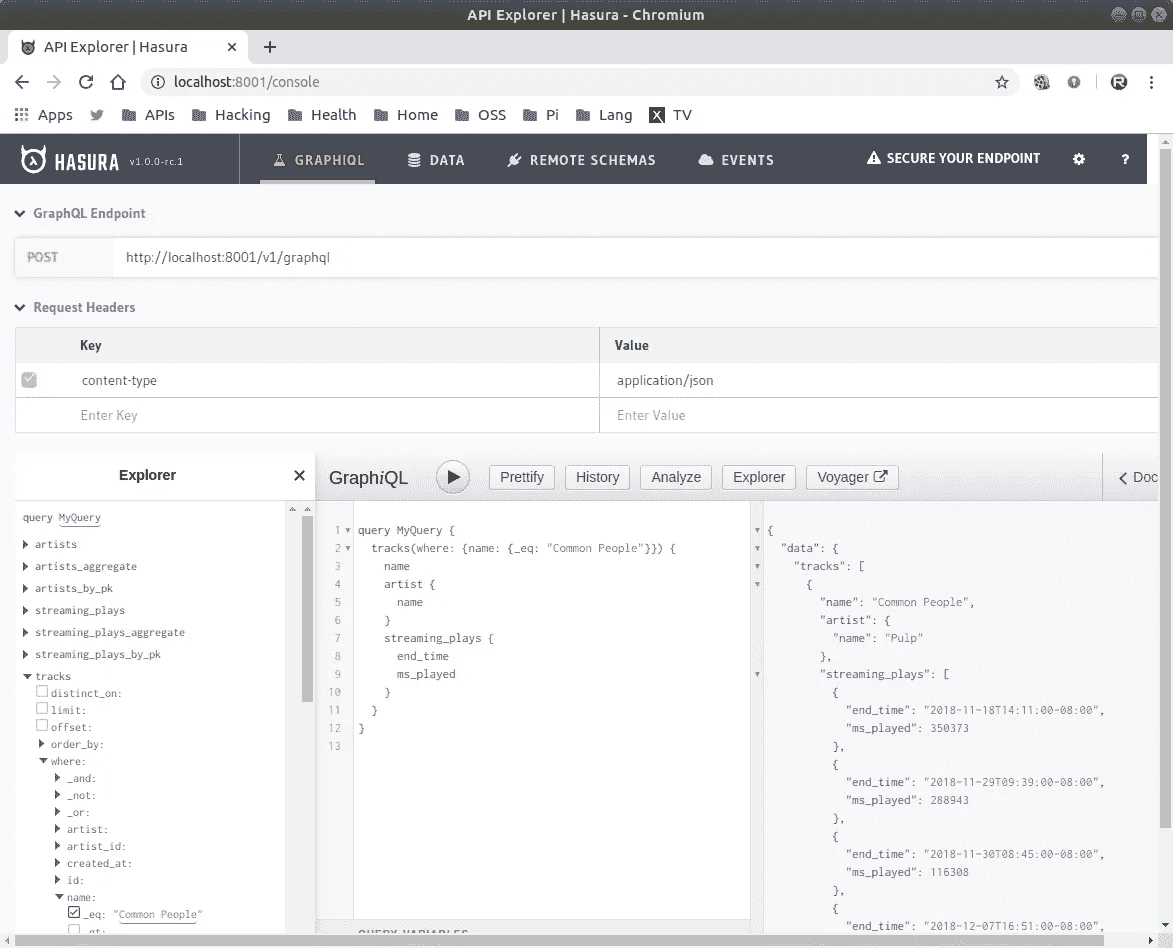 API Explorer | Hasura - Chromium
API Explorer | Hasura
localhost:8001/console
Apps APIs Hacking Health Home OSS Pi Lang X TV
HASURA v1.0.0-rc.1 GRAPHIQL DATA REMOTE SCHEMAS EVENTS SECURE YOUR ENDPOINT ?
GraphQL Endpoint
POST http://localhost:8001/v1/graphql
Request Headers
Key Value
content-type application/json
Enter Key Enter Value
Explorer
GraphiQL Prettify History Analyze Explorer Voyager Doc
query MyQuery
artists
artists_aggregate
artists_by_pk
streaming_plays
streaming_plays_aggregate
streaming_plays_by_pk
tracks
distinct_on:
limit:
offset:
order_by:
where:
_and:
_not:
_or:
artist:
artist_id:
created_at:
id:
name:
_eq: "Common People"
_gt:
1 query MyQuery {
2 tracks(where: {name: {_eq: "Common People"}}) {
3 name
4 artist {
5 name
6 }
7 streaming_plays {
8 end_time
9 ms_played
10 }
11 }
12 }
13
QUERY VARIABLES
{
"data": {
"tracks": [
{
"name": "Common People",
"artist": {
"name": "Pulp"
},
"streaming_plays": [
{
"end_time": "2018-11-18T14:11:00-08:00",
"ms_played": 350373
},
{
"end_time": "2018-11-29T09:39:00-08:00",
"ms_played": 288943
},
{
"end_time": "2018-11-30T08:45:00-08:00",
"ms_played": 116308
},
{
"end_time": "2018-12-07T16:51:00-08:00",